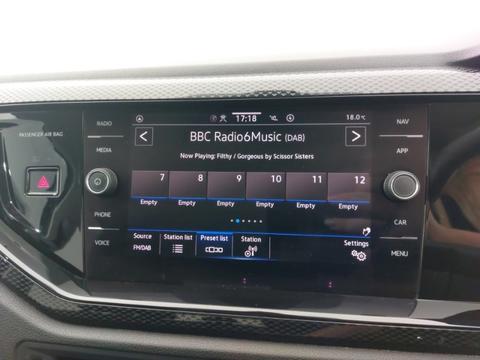 17:18
18.0°C
RADIO
NAV
PASSENGER AIR BAG
BBC Radio6Music (DAB)
MEDIA
APP
Now Playing: Filthy / Gorgeous by Scissor Sisters
7 8 9 10 11 12
Empty Empty Empty Empty Empty Empty
PHONE
CAR
Source Station list Preset list Station Settings
FM/DAB
VOICE
MENU